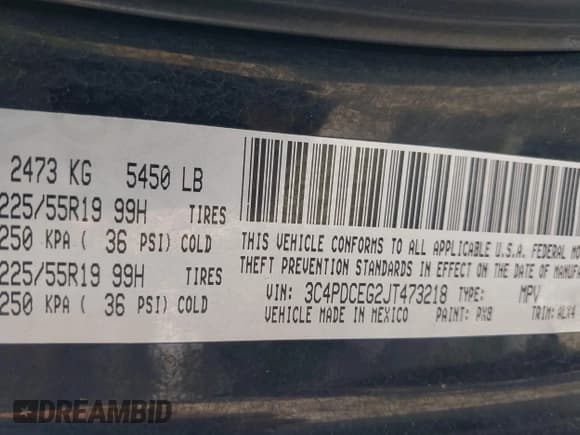 2473 KG 5450 LB
225/55R19 99H TIRES
250 KPA ( 36 PSI) COLD
225/55R19 99H TIRES
250 KPA ( 36 PSI) COLD
THIS VEHICLE CONFORMS TO ALL APPLICABLE U.S.A. FEDERAL
THEFT PREVENTION STANDARDS IN EFFECT ON THE DATE OF
VIN: 3C4PDCEG2JT473218 TYPE: MPV
VEHICLE MADE IN MEXICO PAINT: PX8 TRIM: ALX4
DREAMBID